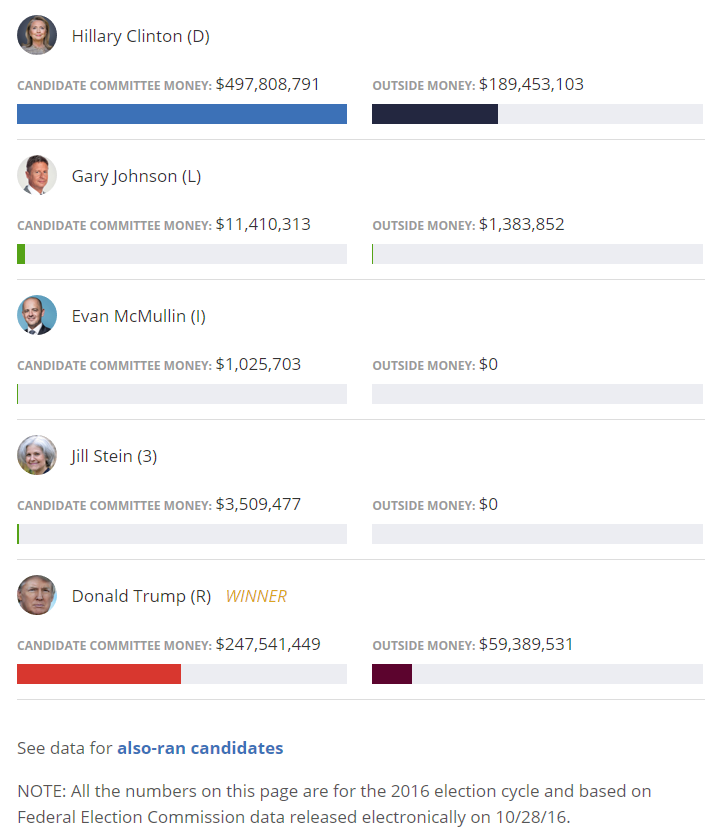 Hillary Clinton (D)
CANDIDATE COMMITTEE MONEY: $497,808,791
OUTSIDE MONEY: $189,453,103
Gary Johnson (L)
CANDIDATE COMMITTEE MONEY: $11,410,313
OUTSIDE MONEY: $1,383,852
Evan McMullin (I)
CANDIDATE COMMITTEE MONEY: $1,025,703
OUTSIDE MONEY: $0
Jill Stein (3)
CANDIDATE COMMITTEE MONEY: $3,509,477
OUTSIDE MONEY: $0
Donald Trump (R) WINNER
CANDIDATE COMMITTEE MONEY: $247,541,449
OUTSIDE MONEY: $59,389,531
See data for also-ran candidates
NOTE: All the numbers on this page are for the 2016 election cycle and based on
Federal Election Commission data released electronically on 10/28/16.